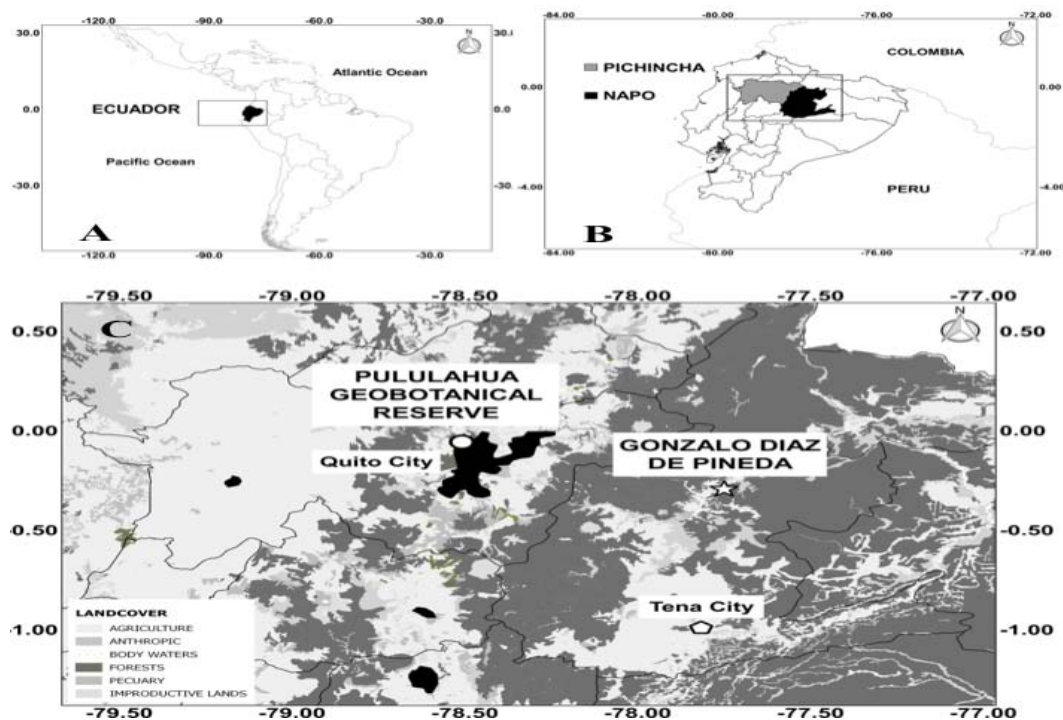 -120.0 -90.0 -60.0
30.0 N 30.0
Atlantic Ocean
ECUADOR
0.0 0.0
Pacific Ocean
-30.0 -30.0
A
-120.0 -90.0 -60.0
-84.00 -80.00 -76.00 -72.00
N
COLOMBIA
PICHINCHA
0.00 0.00
NAPO
-4.00 -4.00
PERU
B
-84.00 -80.00 -76.00 -72.00
-79.50 -79.00 -78.50 -78.00 -77.50 -77.00
0.50 C N 0.50
PULULAHUA
GEOBOTANICAL
RESERVE
0.00 0.00
Quito City
GONZALO DIAZ
DE PINEDA
-0.50 -0.50
Tena City
-1.00 -1.00
LANDCOVER
AGRICULTURE
ANTHROPIC
BODY WATERS
FORESTS
PECUARY
IMPRODUCTIVE LANDS
-79.50 -79.00 -78.50 -78.00 -77.50 -77.00